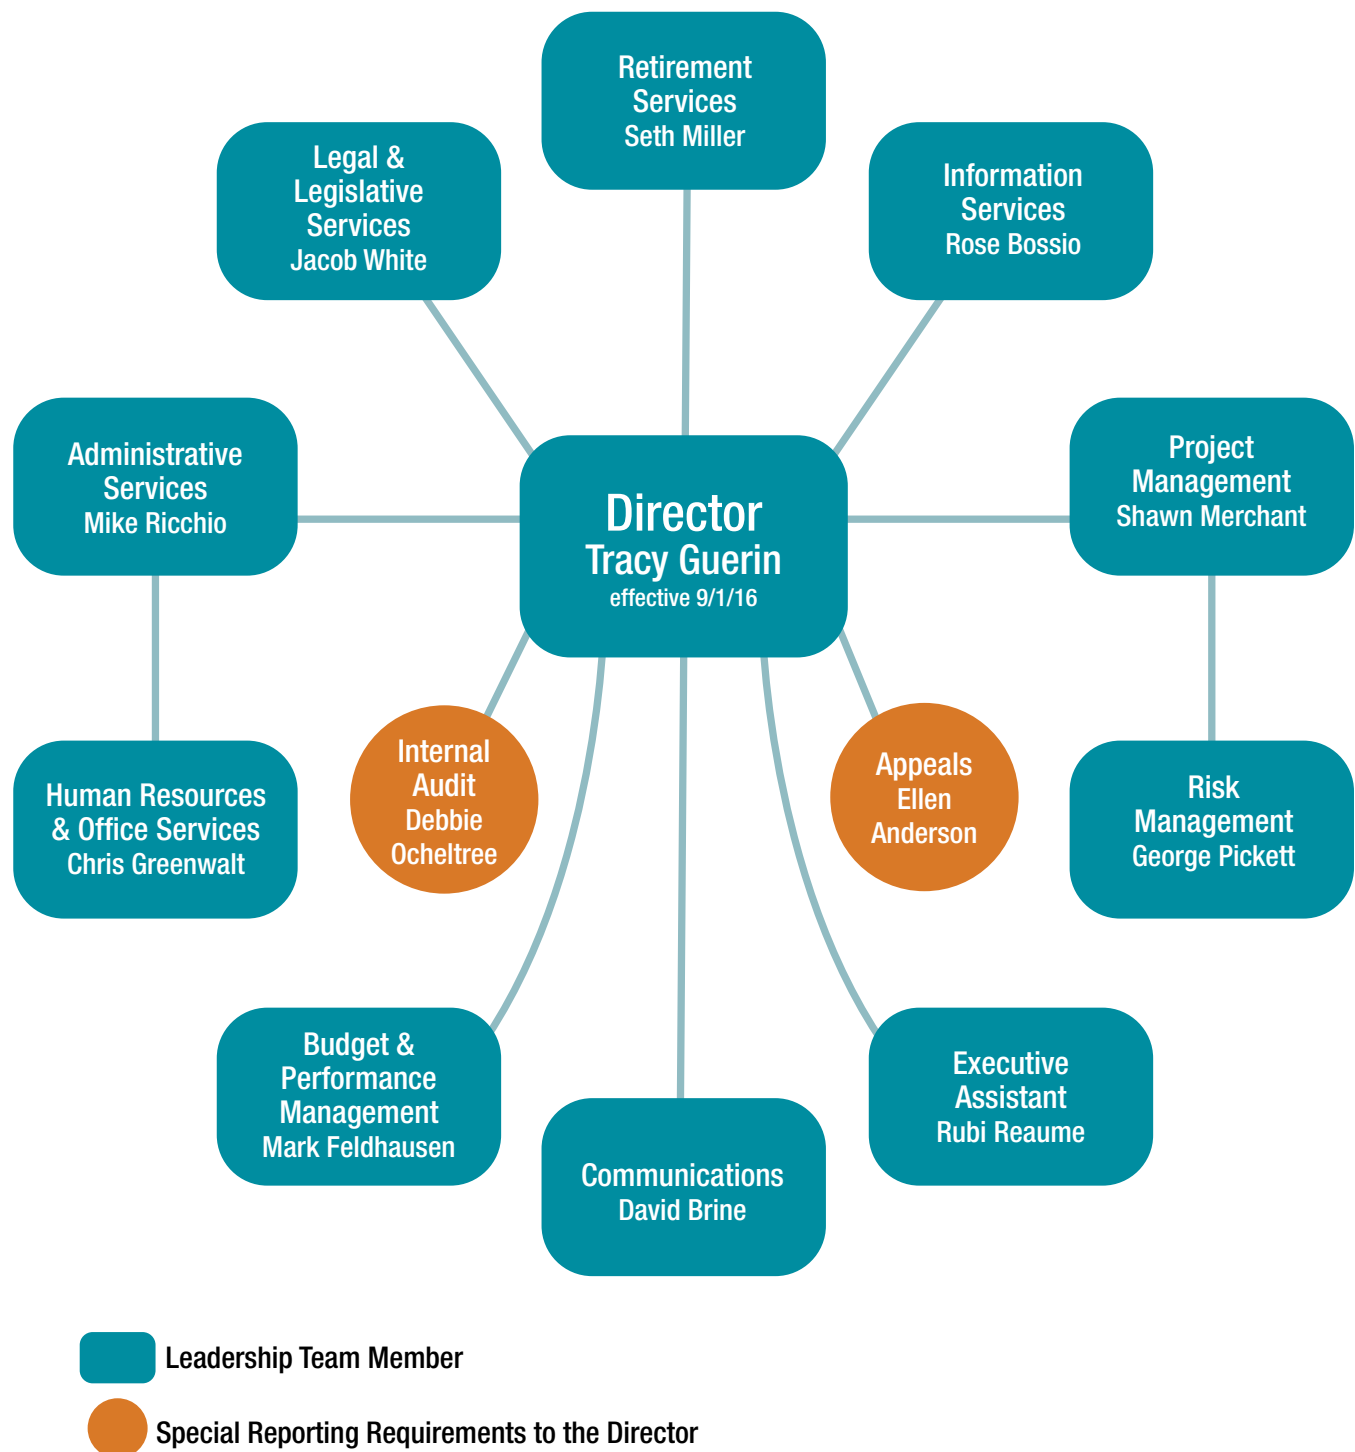 Retirement
Services
Seth Miller
Legal &
Legislative
Services
Jacob White
Information
Services
Rose Bossio
Administrative
Services
Mike Ricchio
Director
Tracy Guerin
effective 9/1/16
Project
Management
Shawn Merchant
Human Resources
& Office Services
Chris Greenwalt
Internal
Audit
Debbie
Ocheltree
Appeals
Ellen
Anderson
Risk
Management
George Pickett
Budget &
Performance
Management
Mark Feldhausen
Communications
David Brine
Executive
Assistant
Rubi Reaume
Leadership Team Member
Special Reporting Requirements to the Director